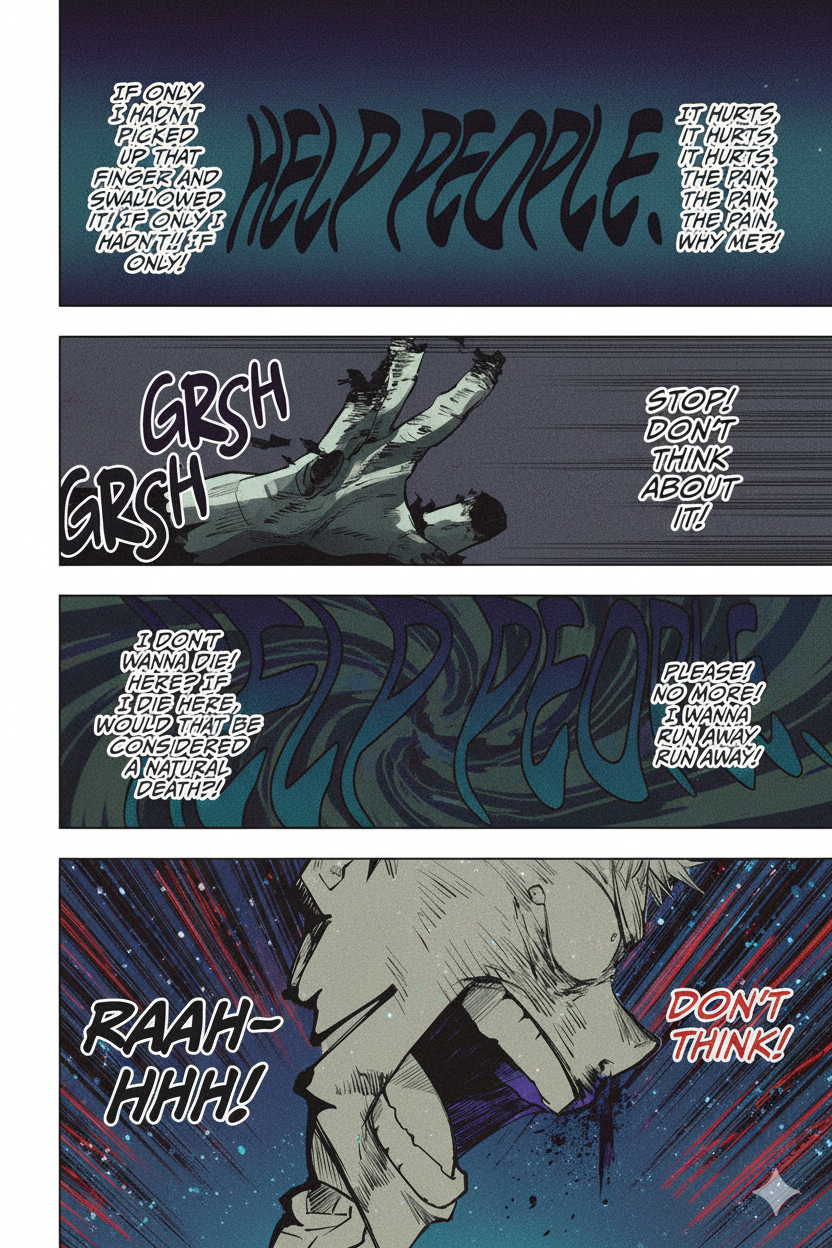 IT HURTS,
IT HURTS,
IT HURTS.
THE PAIN,
THE PAIN,
THE PAIN,
WHY ME?!
HELP PEOPLE.
IF ONLY
I HADN'T
PICKED
UP THAT
FINGER AND
SWALLOWED
IT! IF ONLY I
HADN'T!! IF
ONLY!
STOP!
DON'T
THINK
ABOUT
IT!
GRSH
GRSH
PLEASE!
NO MORE!
I WANNA
RUN AWAY,
RUN AWAY!
HELP PEOPLE.
I DON'T
WANNA DIE!
HERE? IF
I DIE HERE,
WOULD THAT BE
CONSIDERED
A NATURAL
DEATH?!
DON'T
THINK!
RAAH-
HHH!